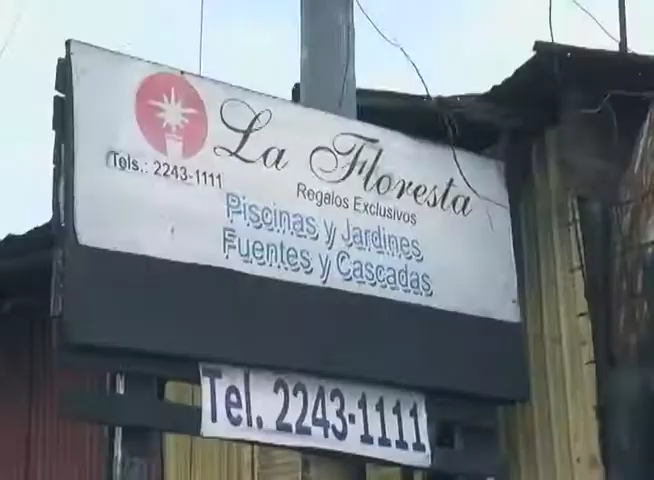 La Floresta
Tels.: 2243-1111
Regalos Exclusivos
Piscinas y Jardines
Fuentes y Cascadas
Tel. 2243-1111